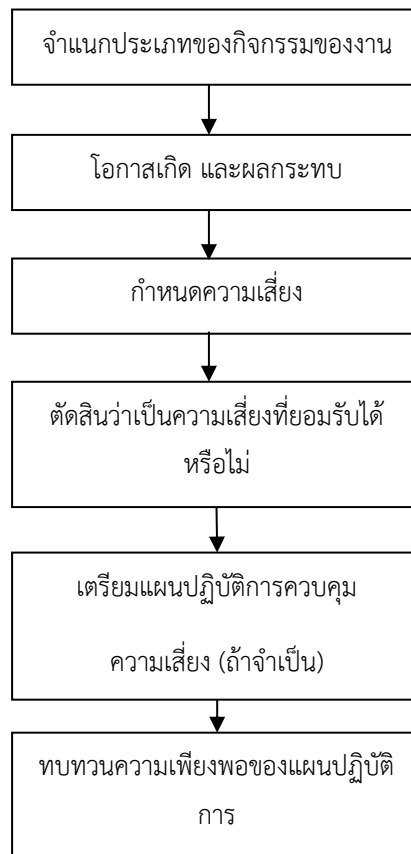 จำแนกประเภทของกิจกรรมของงาน
โอกาสเกิด และผลกระทบ
กำหนดความเสี่ยง
ตัดสินว่าเป็นความเสี่ยงที่ยอมรับได้
หรือไม่
เตรียมแผนปฏิบัติการควบคุม
ความเสี่ยง (ถ้าจำเป็น)
ทบทวนความเพียงพอของแผนปฏิบัติ
การ